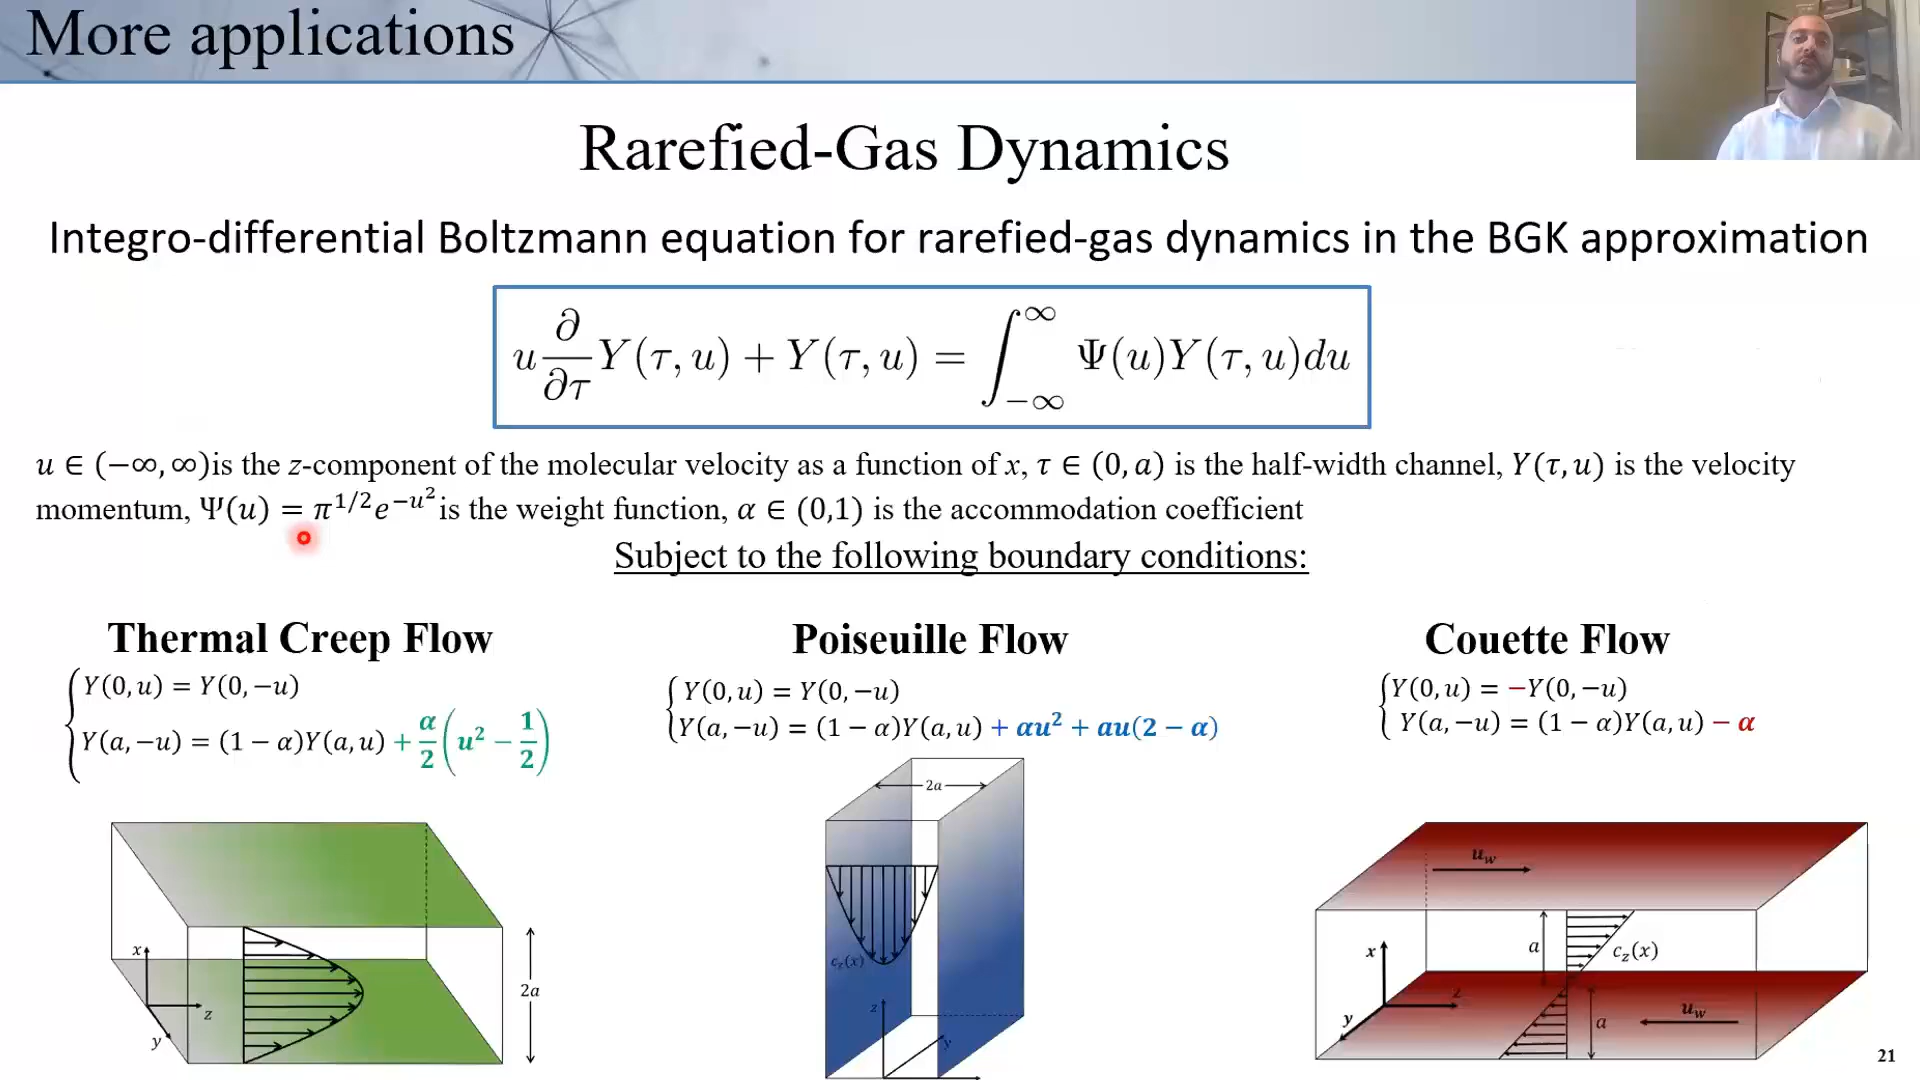 More applications
Rarefied-Gas Dynamics
Integro-differential Boltzmann equation for rarefied-gas dynamics in the BGK approximation
u ∂/∂τ Y(τ, u) + Y(τ, u) = ∫_{-∞}^{∞} Ψ(u)Y(τ, u)du
u ∈ (−∞, ∞)is the z-component of the molecular velocity as a function of x, τ ∈ (0, a) is the half-width channel, Y(τ, u) is the velocity
momentum, Ψ(u) = π^{1/2}e^{−u²}is the weight function, α ∈ (0,1) is the accommodation coefficient
Subject to the following boundary conditions:
Thermal Creep Flow
Y(0, u) = Y(0, −u)
Y(a, −u) = (1 − α)Y(a, u) + α/2 (u² − 1/2)
x
z
y
2a
Poiseuille Flow
Y(0, u) = Y(0, −u)
Y(a, −u) = (1 − α)Y(a, u) + αu² + au(2 − α)
2a
c_z(x)
z
y
Couette Flow
Y(0, u) = −Y(0, −u)
Y(a, −u) = (1 − α)Y(a, u) − α
u_w
a
c_z(x)
x
z
y
a
u_w
21